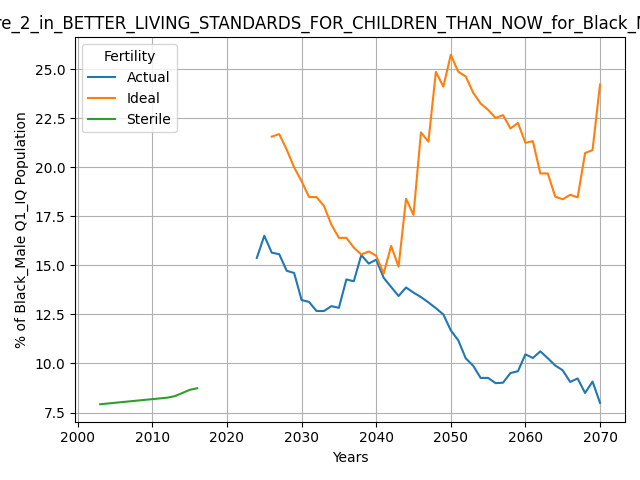 re_2_in_BETTER_LIVING_STANDARDS_FOR_CHILDREN_THAN_NOW_for_Black_
Fertility
Actual
Ideal
Sterile
% of Black_Male Q1_IQ Population
25.0
22.5
20.0
17.5
15.0
12.5
10.0
7.5
2000 2010 2020 2030 2040 2050 2060 2070
Years